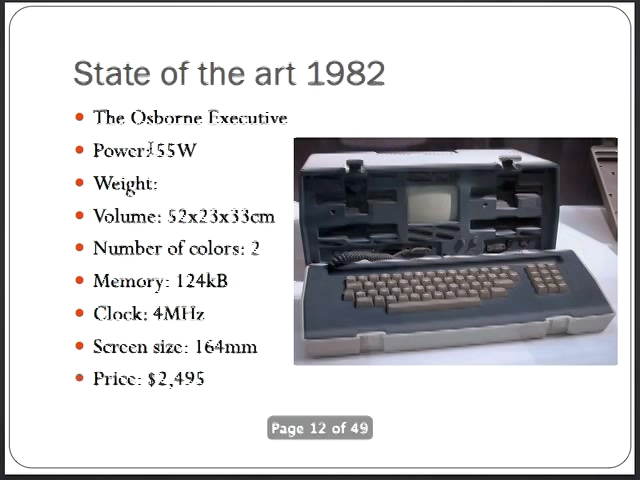 State of the art 1982
The Osborne Executive
Power: 55W
Weight:
Volume: 52x23x33cm
Number of colors: 2
Memory: 124kB
Clock: 4MHz
Screen size: 164mm
Price: $2,495
Page 12 of 49